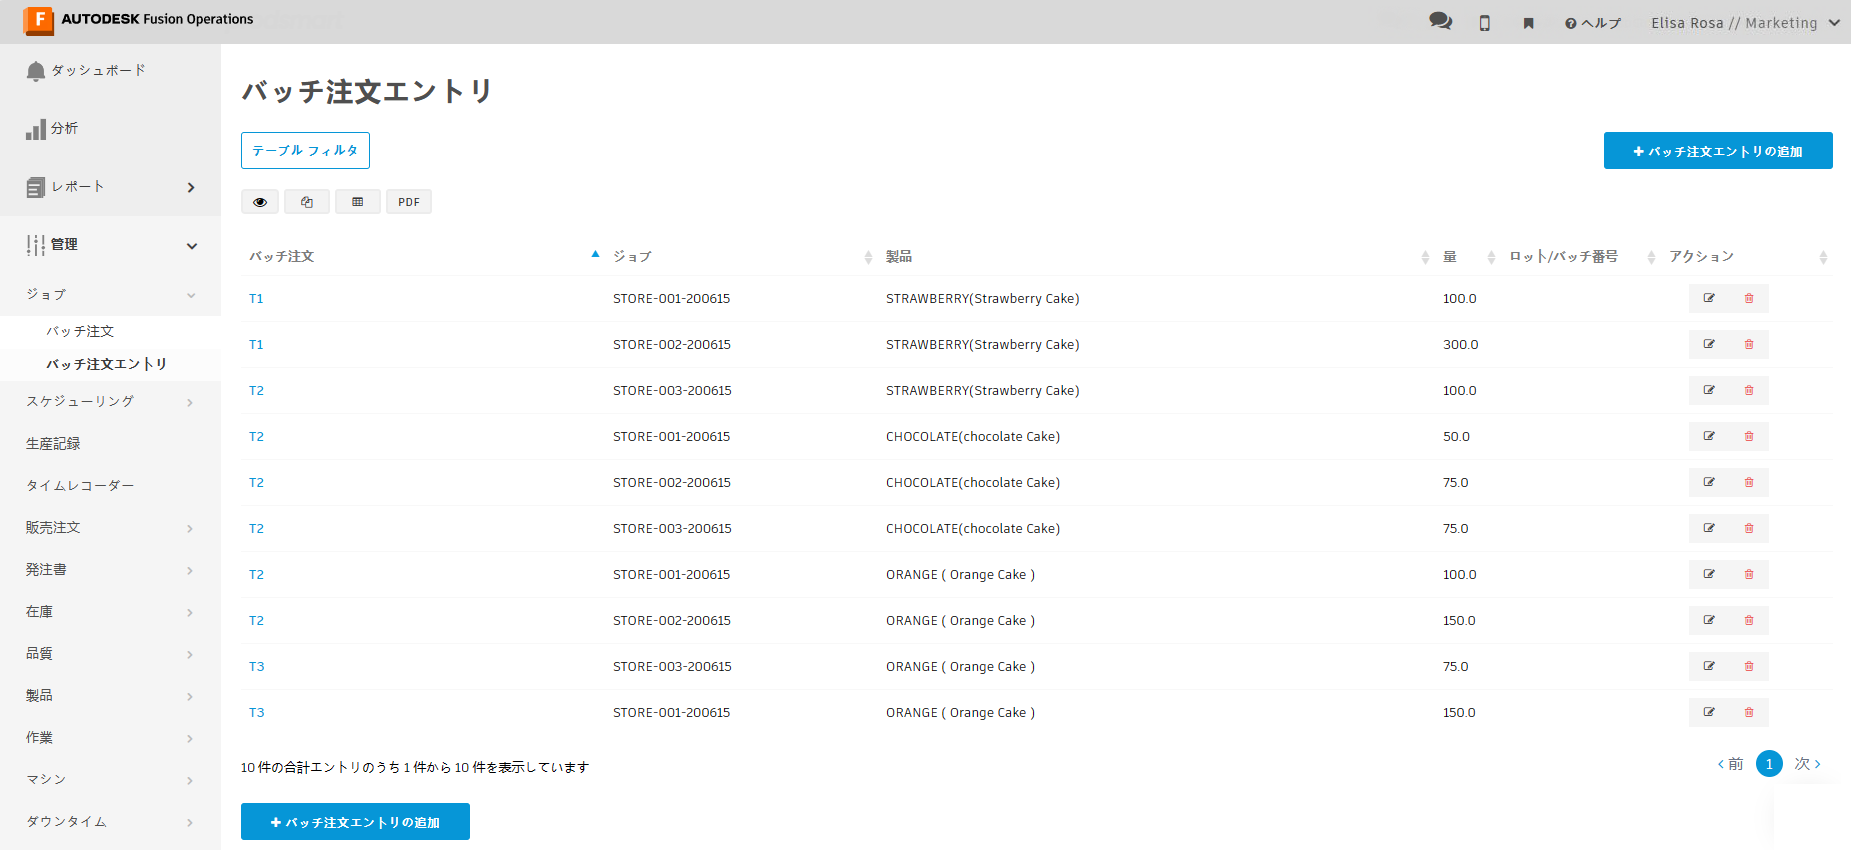 AUTODESK Fusion Operations
ヘルプ
Elisa Rosa // Marketing
ダッシュボード
分析
レポート
管理
ジョブ
バッチ注文
バッチ注文エントリ
スケジューリング
生産記録
タイムレコーダー
販売注文
発注書
在庫
品質
製品
作業
マシン
ダウンタイム
バッチ注文エントリ
テーブル フィルタ
バッチ注文エントリの追加
PDF
バッチ注文 ジョブ 製品 量 ロット/バッチ番号 アクション
T1 STORE-001-200615 STRAWBERRY(Strawberry Cake) 100.0
T1 STORE-002-200615 STRAWBERRY(Strawberry Cake) 300.0
T2 STORE-003-200615 STRAWBERRY(Strawberry Cake) 100.0
T2 STORE-001-200615 CHOCOLATE(chocolate Cake) 50.0
T2 STORE-002-200615 CHOCOLATE(chocolate Cake) 75.0
T2 STORE-003-200615 CHOCOLATE(chocolate Cake) 75.0
T2 STORE-001-200615 ORANGE ( Orange Cake ) 100.0
T2 STORE-002-200615 ORANGE ( Orange Cake ) 150.0
T3 STORE-003-200615 ORANGE ( Orange Cake ) 75.0
T3 STORE-001-200615 ORANGE ( Orange Cake ) 150.0
10 件の合計エントリのうち 1 件から 10 件を表示しています
前 1 次
バッチ注文エントリの追加